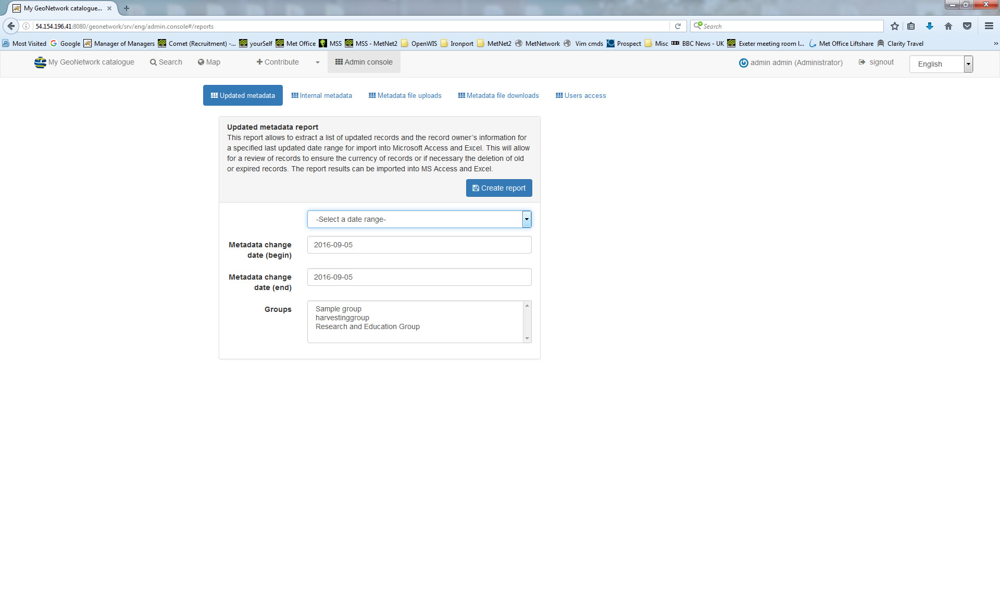 My GeoNetwork catalogue...
54.154.196.41:8080/geonetwork/srv/eng/admin.console#/reports
Search
Most Visited Google Manager of Managers Comet (Recruitment) -... yourSelf Met Office MSS MSS - MetNet2 OpenWIS Ironport MetNet2 MetNetwork Vim cmds Prospect Misc BBC BBC News - UK Exeter meeting room l... Met Office Liftshare Clarity Travel »
My GeoNetwork catalogue Search Map Contribute Admin console admin admin (Administrator) signout English
Updated metadata Internal metadata Metadata file uploads Metadata file downloads Users access
Updated metadata report
This report allows to extract a list of updated records and the record owner's information for
a specified last updated date range for import into Microsoft Access and Excel. This will allow
for a review of records to ensure the currency of records or if necessary the deletion of old
or expired records. The report results can be imported into MS Access and Excel.
Create report
-Select a date range-
Metadata change
date (begin)
2016-09-05
Metadata change
date (end)
2016-09-05
Groups
Sample group
harvestinggroup
Research and Education Group